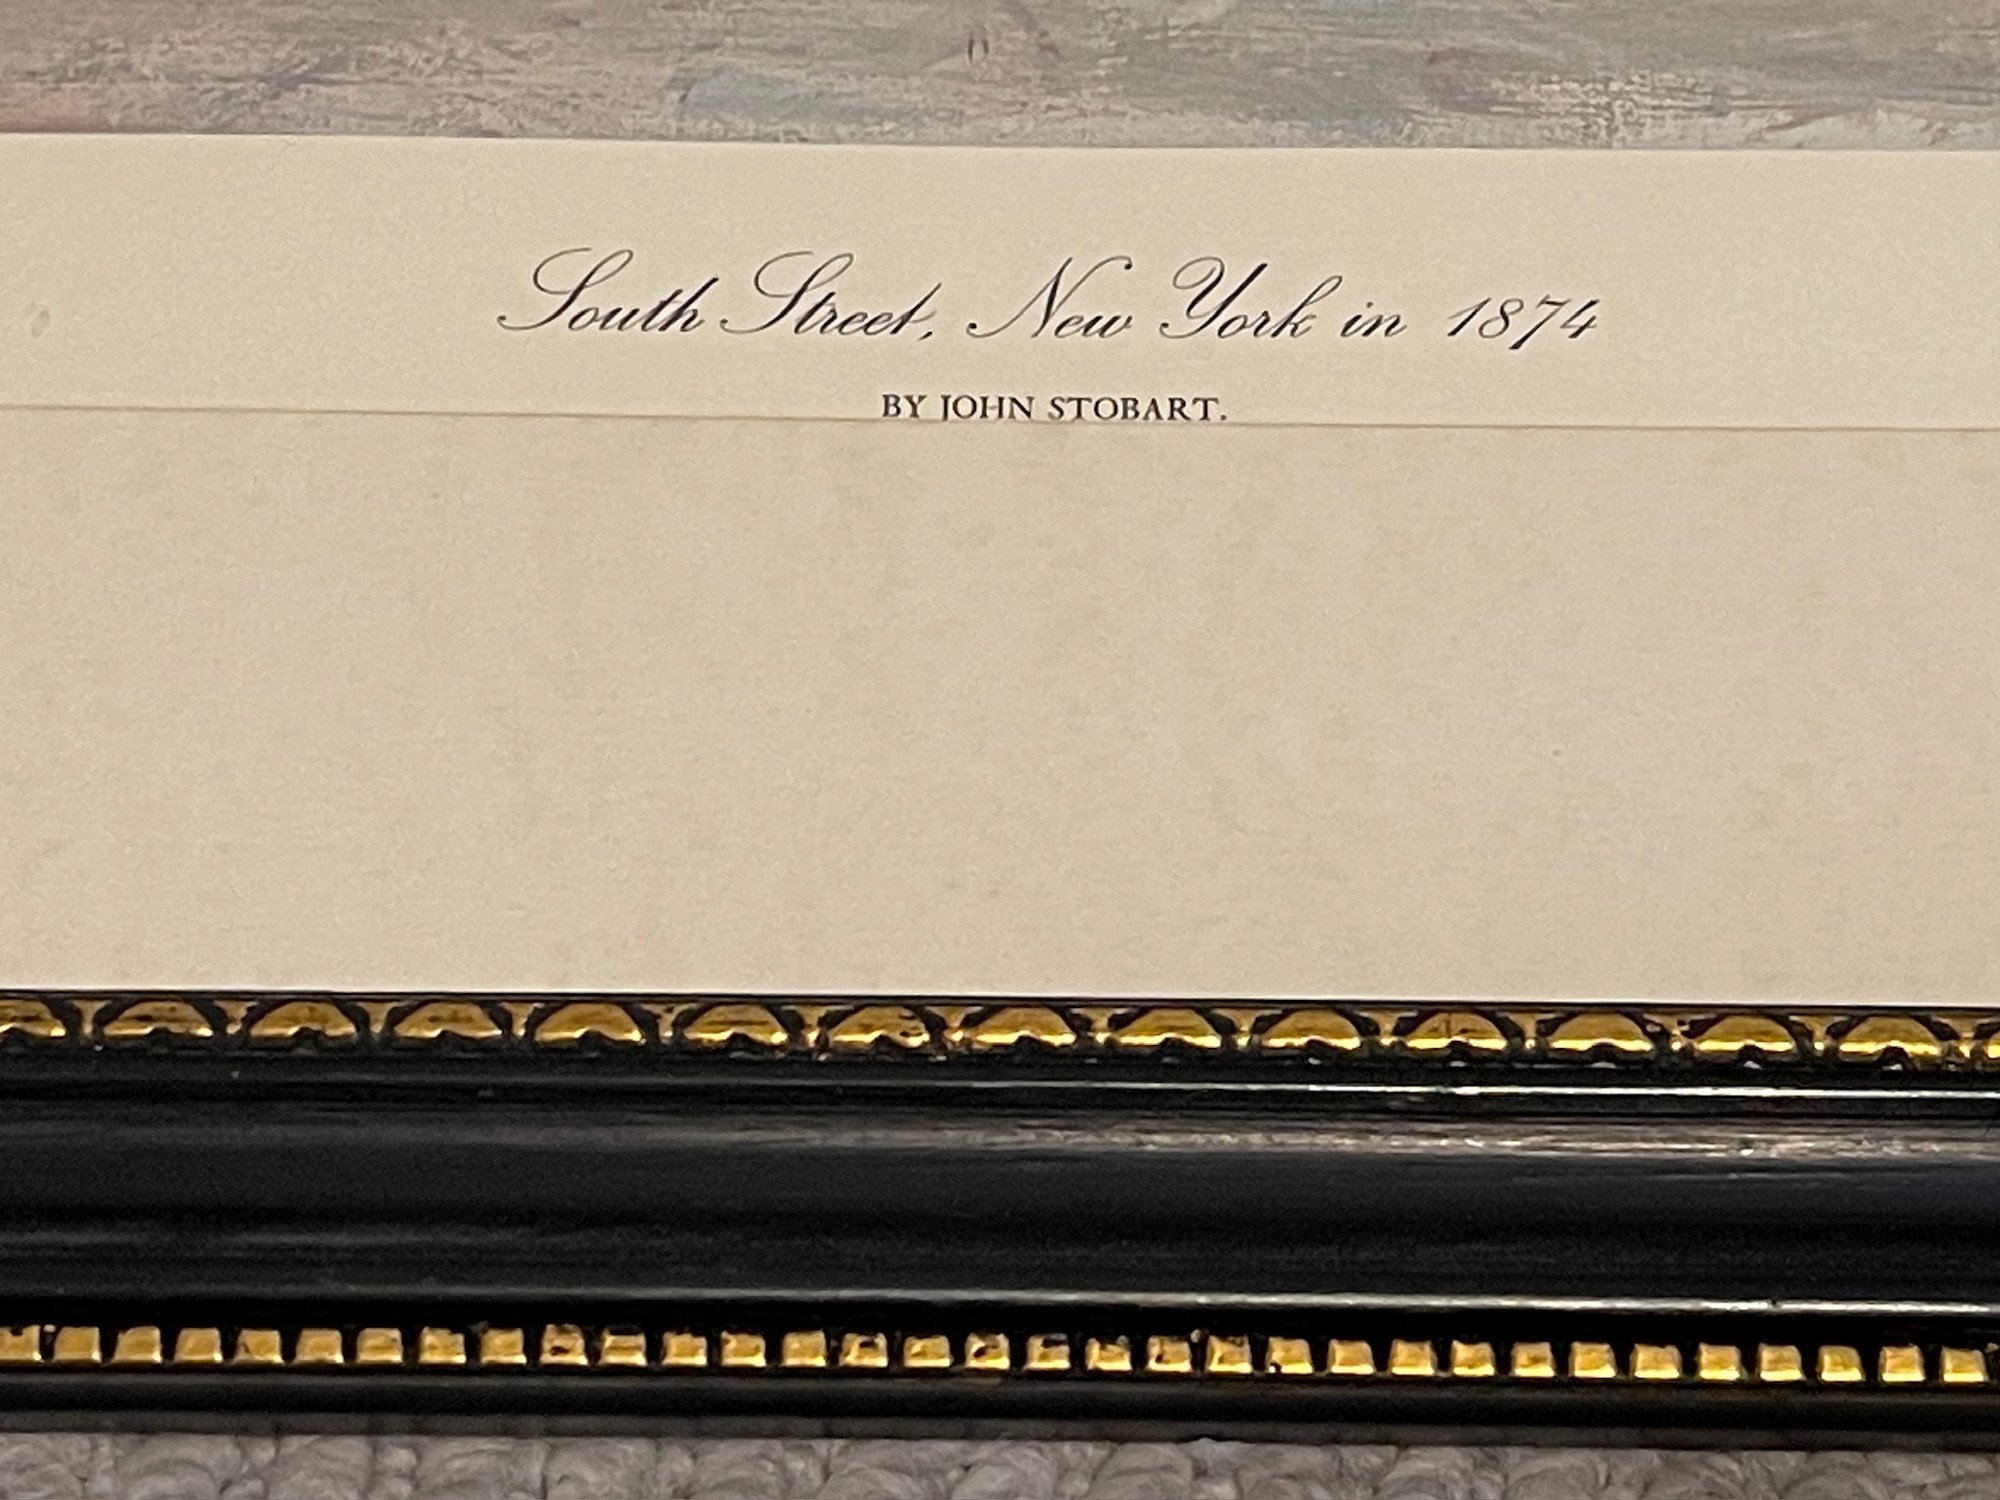 South Street, New York in 1874
BY JOHN STOBART.